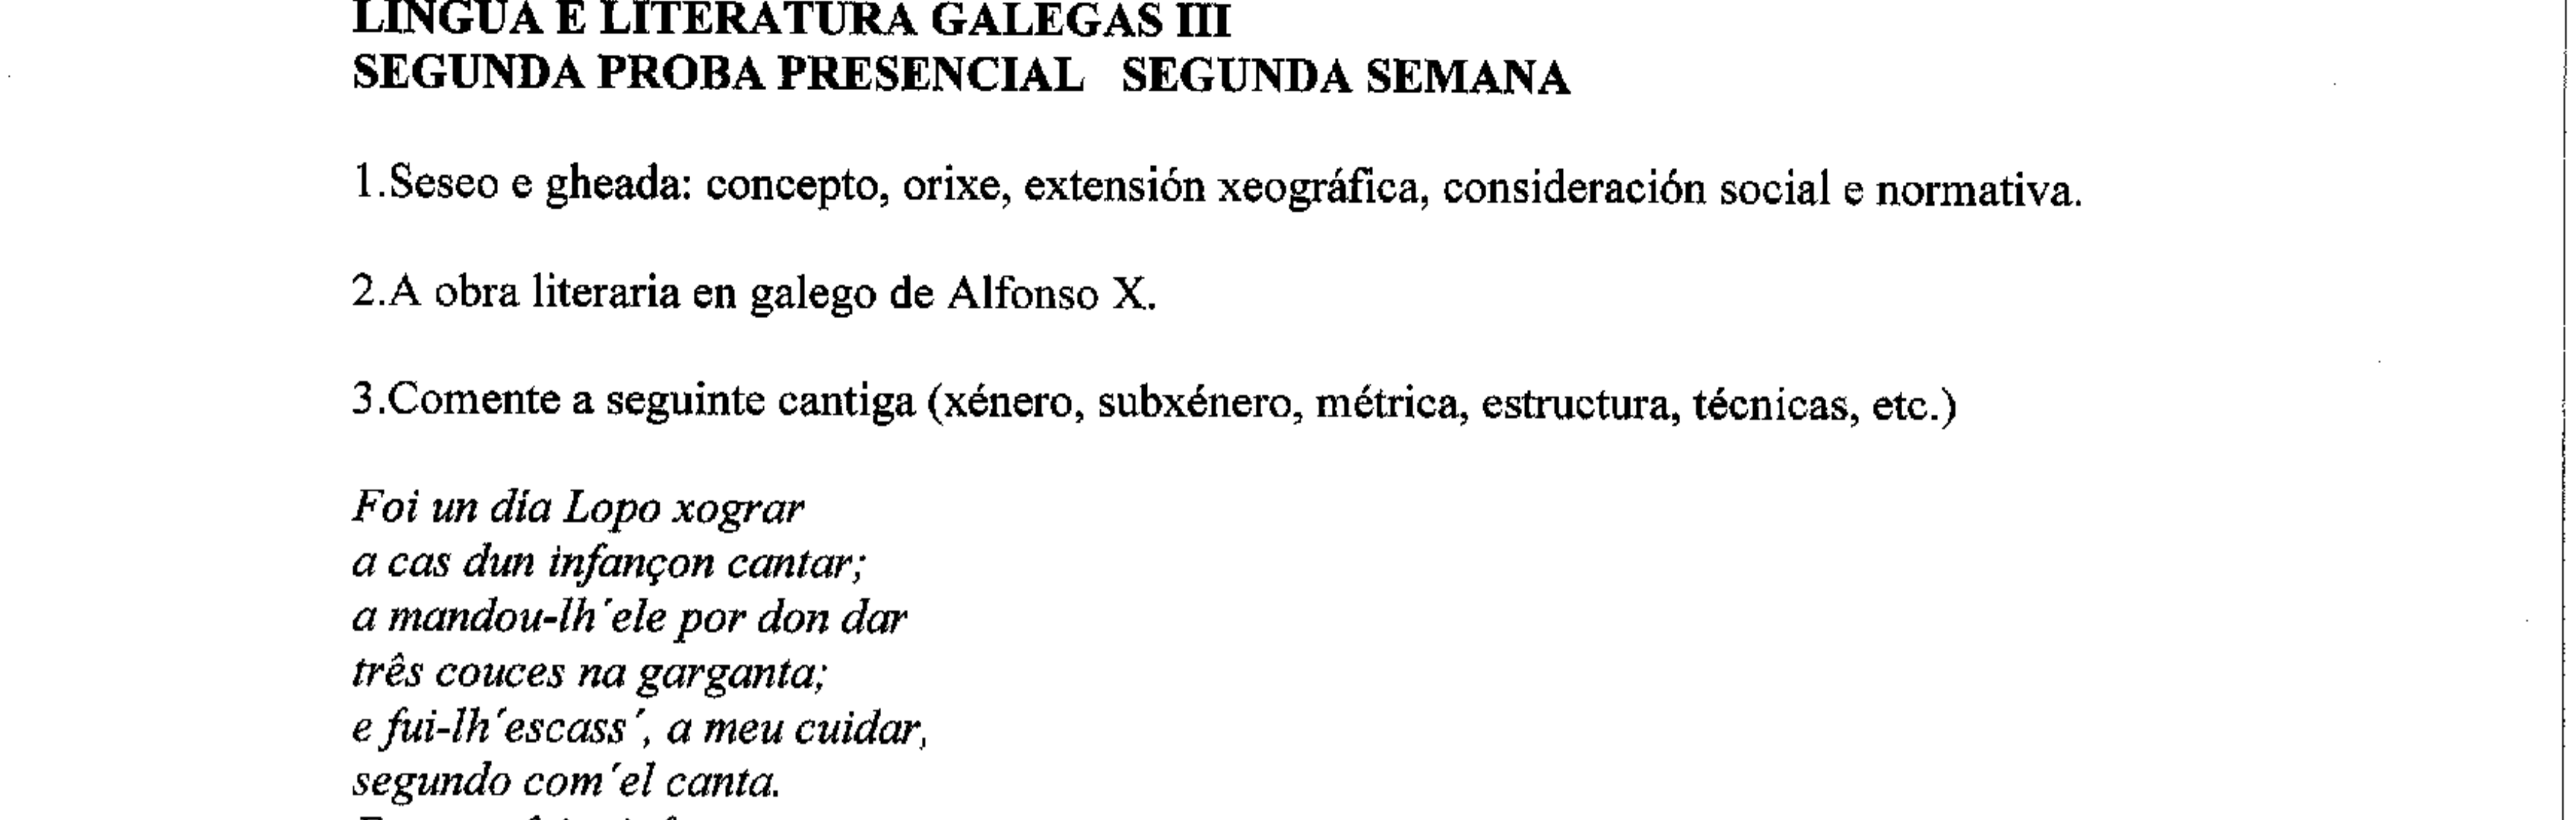 LINGUA E LITERATURA GALEGAS III
SEGUNDA PROBA PRESENCIAL SEGUNDA SEMANA
1.Seseo e gheada: concepto, orixe, extensión xeográfica, consideración social e normativa.
2.A obra literaria en galego de Alfonso X.
3.Comente a seguinte cantiga (xénero, subxénero, métrica, estructura, técnicas, etc.)
Foi un día Lopo xograr
a cas dun infançon cantar;
a mandou-lh´ele por don dar
três couces na garganta;
e fui-lh´escass´, a meu cuidar,
segundo com´el canta.